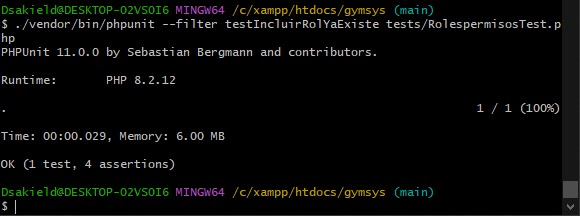 Dsakield@DESKTOP-02VSOI6 MINGW64 /c/xampp/htdocs/gymsys (main)
$ ./vendor/bin/phpunit --filter testIncluirRolYaExiste tests/RolespermisosTest.p
hp
PHPUnit 11.0.0 by Sebastian Bergmann and contributors.
Runtime:       PHP 8.2.12
.                                                                   1 / 1 (100%)
Time: 00:00.029, Memory: 6.00 MB
OK (1 test, 4 assertions)
Dsakield@DESKTOP-02VSOI6 MINGW64 /c/xampp/htdocs/gymsys (main)
$